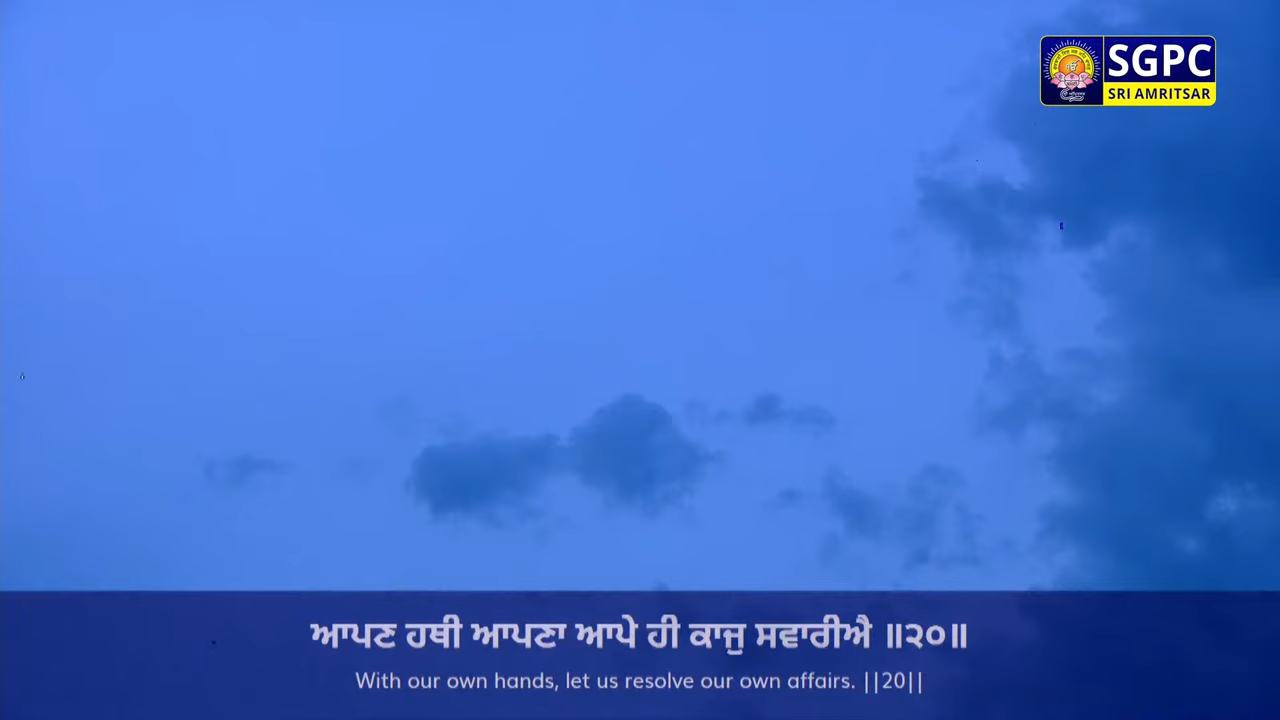 SGPC
SRI AMRITSAR
ਆਪਣ ਹਥੀ ਆਪਣਾ ਆਪੇ ਹੀ ਕਾਜੁ ਸਵਾਰੀਐ ॥੨੦॥
With our own hands, let us resolve our own affairs. ||20||